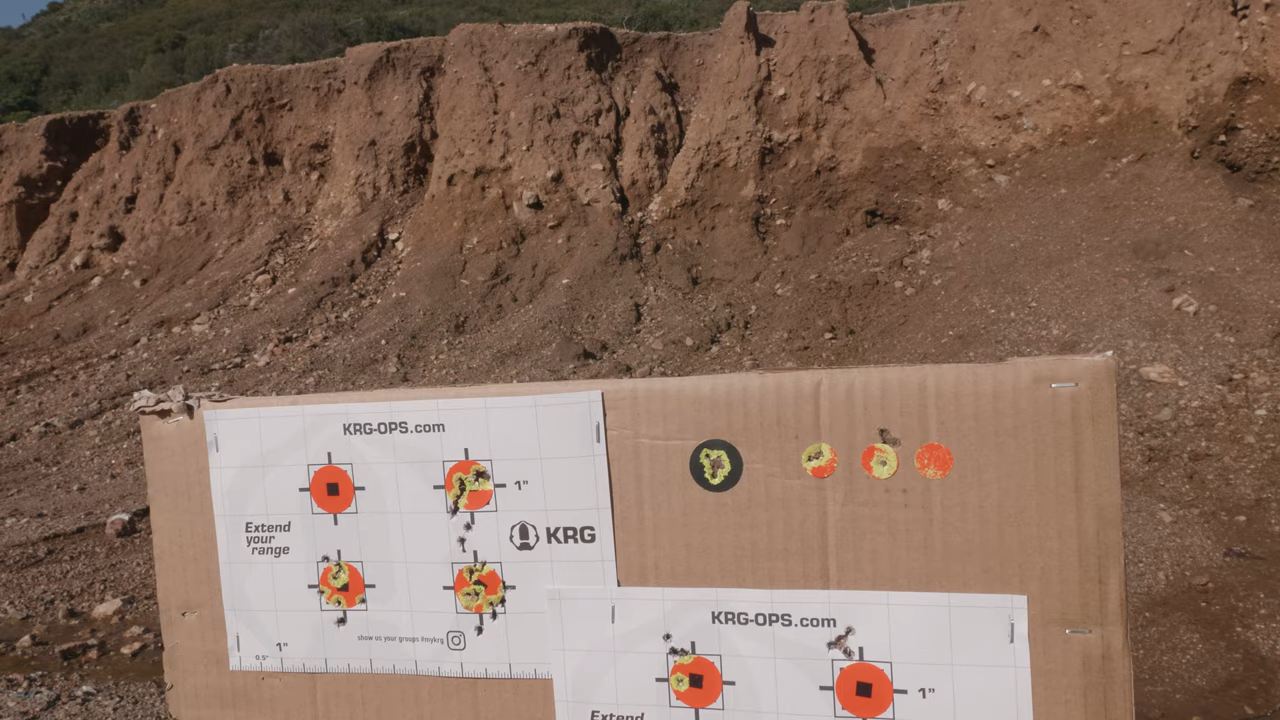 KRG-OPS.com
1"
Extend
your
range
KRG
show us your groups #mykrg
1"
0.5"
KRG-OPS.com
1"
Extend